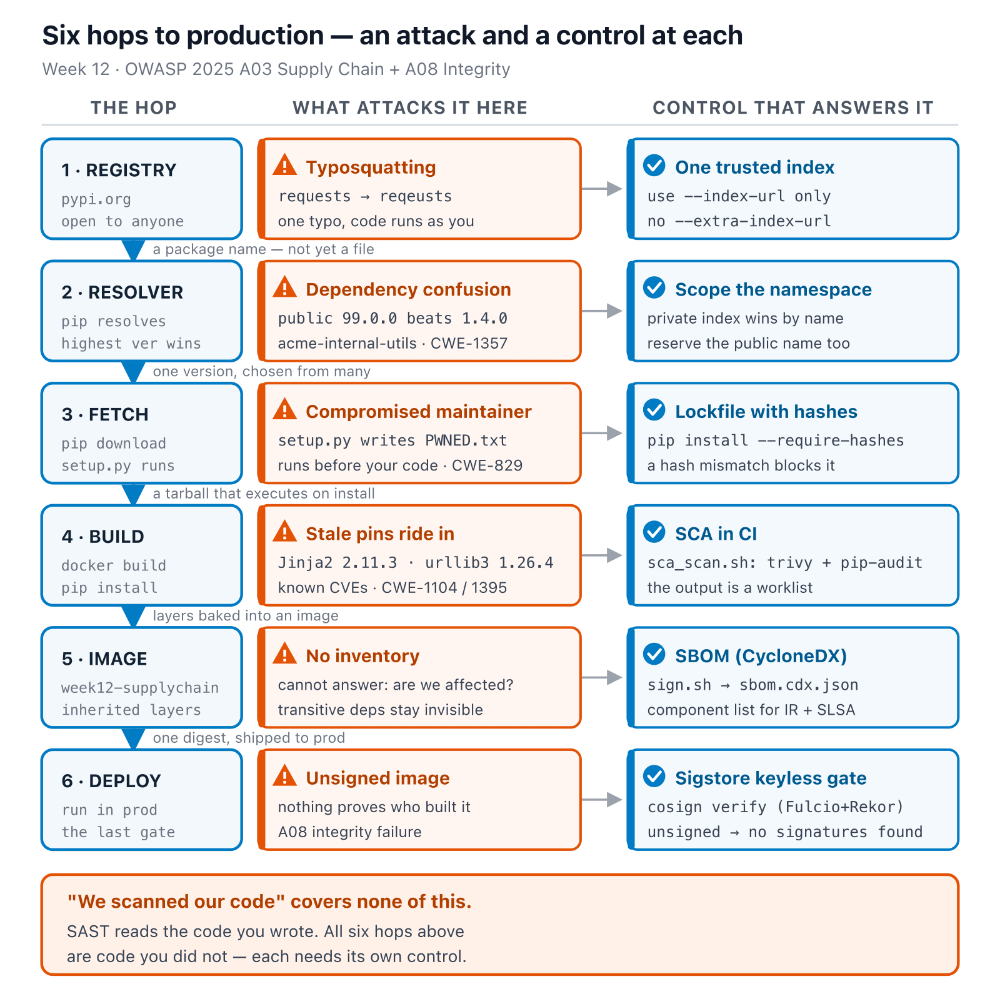 Six hops to production — an attack and a control at each
Week 12 · OWASP 2025 A03 Supply Chain + A08 Integrity
THE HOP
WHAT ATTACKS IT HERE
CONTROL THAT ANSWERS IT
1 · REGISTRY
pypi.org
open to anyone
Typosquatting
requests → reqeusts
one typo, code runs as you
One trusted index
use --index-url only
no --extra-index-url
a package name — not yet a file
2 · RESOLVER
pip resolves
highest ver wins
Dependency confusion
public 99.0.0 beats 1.4.0
acme-internal-utils · CWE-1357
Scope the namespace
private index wins by name
reserve the public name too
one version, chosen from many
3 · FETCH
pip download
setup.py runs
Compromised maintainer
setup.py writes PWNED.txt
runs before your code · CWE-829
Lockfile with hashes
pip install --require-hashes
a hash mismatch blocks it
a tarball that executes on install
4 · BUILD
docker build
pip install
Stale pins ride in
Jinja2 2.11.3 · urllib3 1.26.4
known CVEs · CWE-1104 / 1395
SCA in CI
sca_scan.sh: trivy + pip-audit
the output is a worklist
layers baked into an image
5 · IMAGE
week12-supplychain
inherited layers
No inventory
cannot answer: are we affected?
transitive deps stay invisible
SBOM (CycloneDX)
sign.sh → sbom.cdx.json
component list for IR + SLSA
one digest, shipped to prod
6 · DEPLOY
run in prod
the last gate
Unsigned image
nothing proves who built it
A08 integrity failure
Sigstore keyless gate
cosign verify (Fulcio+Rekor)
unsigned → no signatures found
"We scanned our code" covers none of this.
SAST reads the code you wrote. All six hops above
are code you did not — each needs its own control.